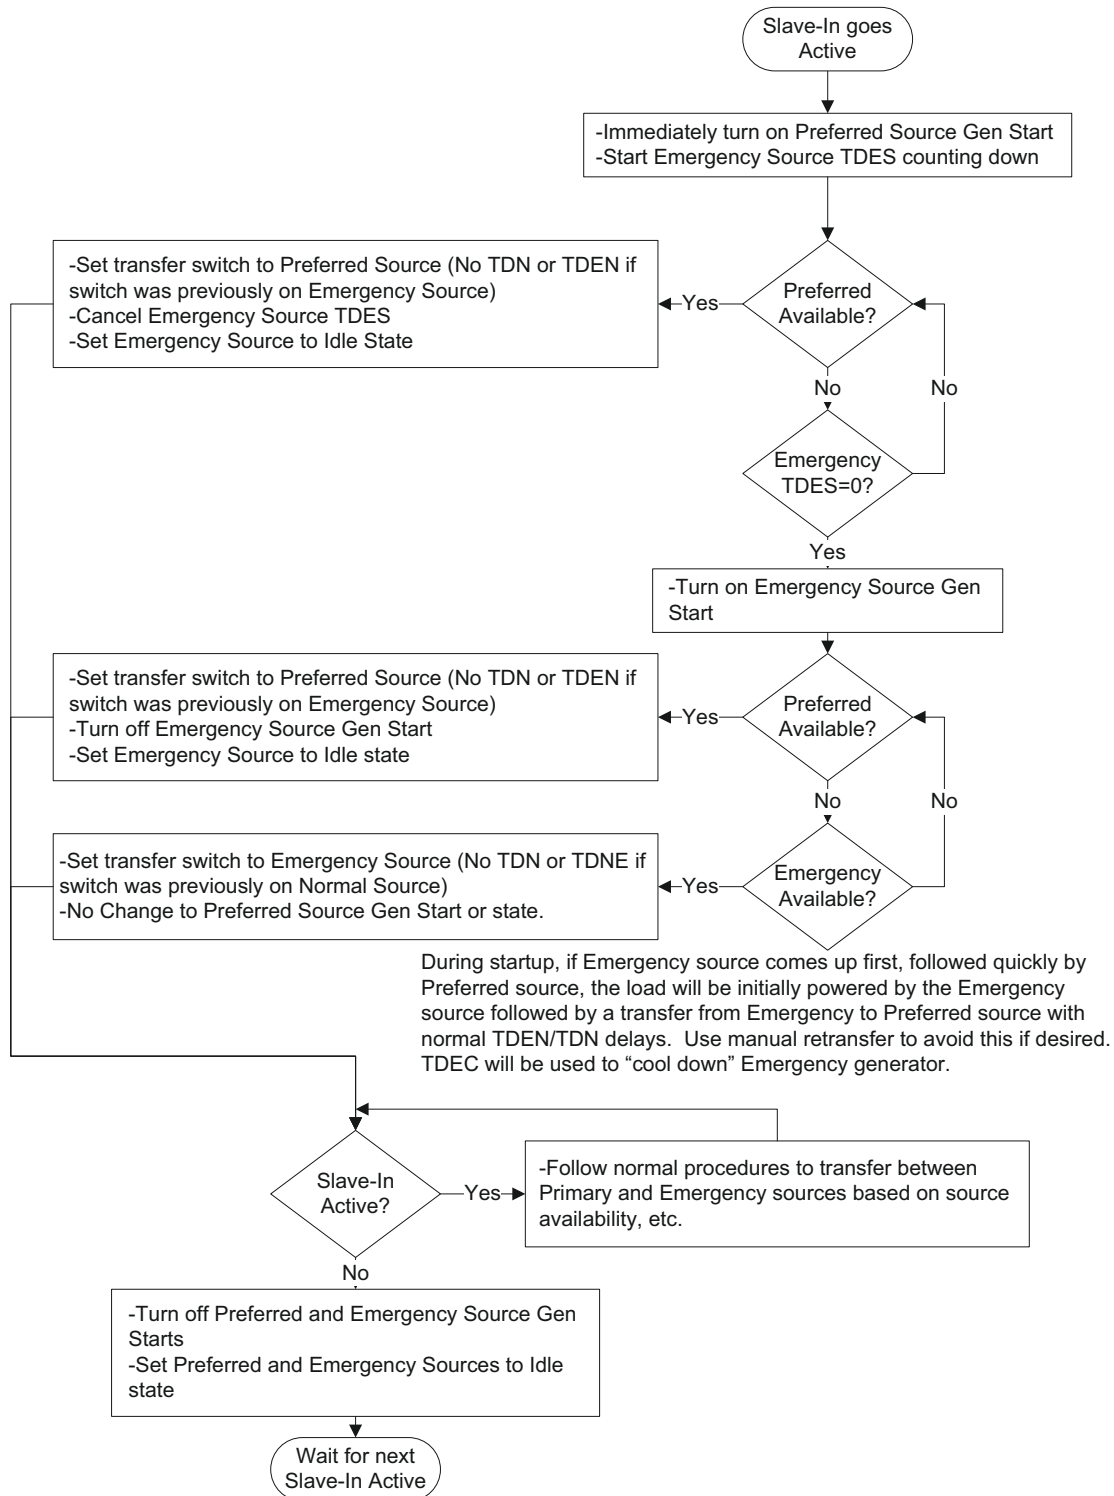 Slave-In goes
Active
-Immediately turn on Preferred Source Gen Start
-Start Emergency Source TDES counting down
Preferred
Available?
Yes
-Set transfer switch to Preferred Source (No TDN or TDEN if
switch was previously on Emergency Source)
-Cancel Emergency Source TDES
-Set Emergency Source to Idle State
No
No
Emergency
TDES=0?
Yes
-Turn on Emergency Source Gen
Start
Preferred
Available?
Yes
-Set transfer switch to Preferred Source (No TDN or TDEN if
switch was previously on Emergency Source)
-Turn off Emergency Source Gen Start
-Set Emergency Source to Idle state
No
No
Emergency
Available?
Yes
-Set transfer switch to Emergency Source (No TDN or TDNE if
switch was previously on Normal Source)
-No Change to Preferred Source Gen Start or state.
During startup, if Emergency source comes up first, followed quickly by
Preferred source, the load will be initially powered by the Emergency
source followed by a transfer from Emergency to Preferred source with
normal TDEN/TDN delays.  Use manual retransfer to avoid this if desired.
TDEC will be used to “cool down” Emergency generator.
Slave-In
Active?
Yes
-Follow normal procedures to transfer between
Primary and Emergency sources based on source
availability, etc.
No
-Turn off Preferred and Emergency Source Gen
Starts
-Set Preferred and Emergency Sources to Idle
state
Wait for next
Slave-In Active